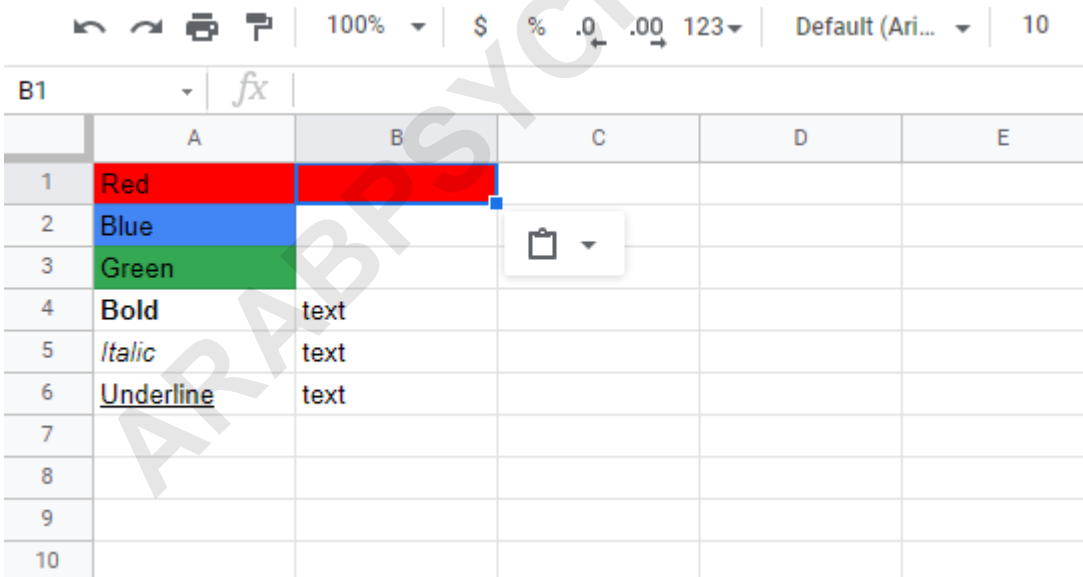 100% $ % .0 .00 123 Default (Ari... 10
B1 fx
A B C D E
1 Red
2 Blue
3 Green
4 Bold text
5 Italic text
6 Underline text
7
8
9
10
ARABPSYC